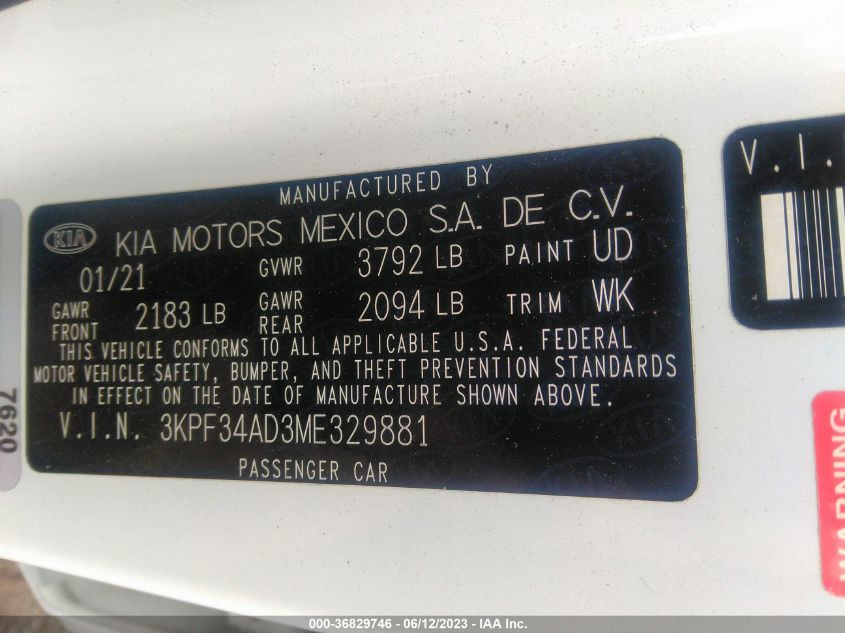 MANUFACTURED BY
KIA KIA MOTORS MEXICO S.A. DE C.V.
01/21 GVWR 3792 LB PAINT UD
GAWR FRONT 2183 LB GAWR REAR 2094 LB TRIM WK
THIS VEHICLE CONFORMS TO ALL APPLICABLE U.S.A. FEDERAL
MOTOR VEHICLE SAFETY, BUMPER, AND THEFT PREVENTION STANDARDS
IN EFFECT ON THE DATE OF MANUFACTURE SHOWN ABOVE.
V.I.N. 3KPF34AD3ME329881
PASSENGER CAR
7620
V.I.
WARNING
000-36829746 - 06/12/2023 - IAA Inc.